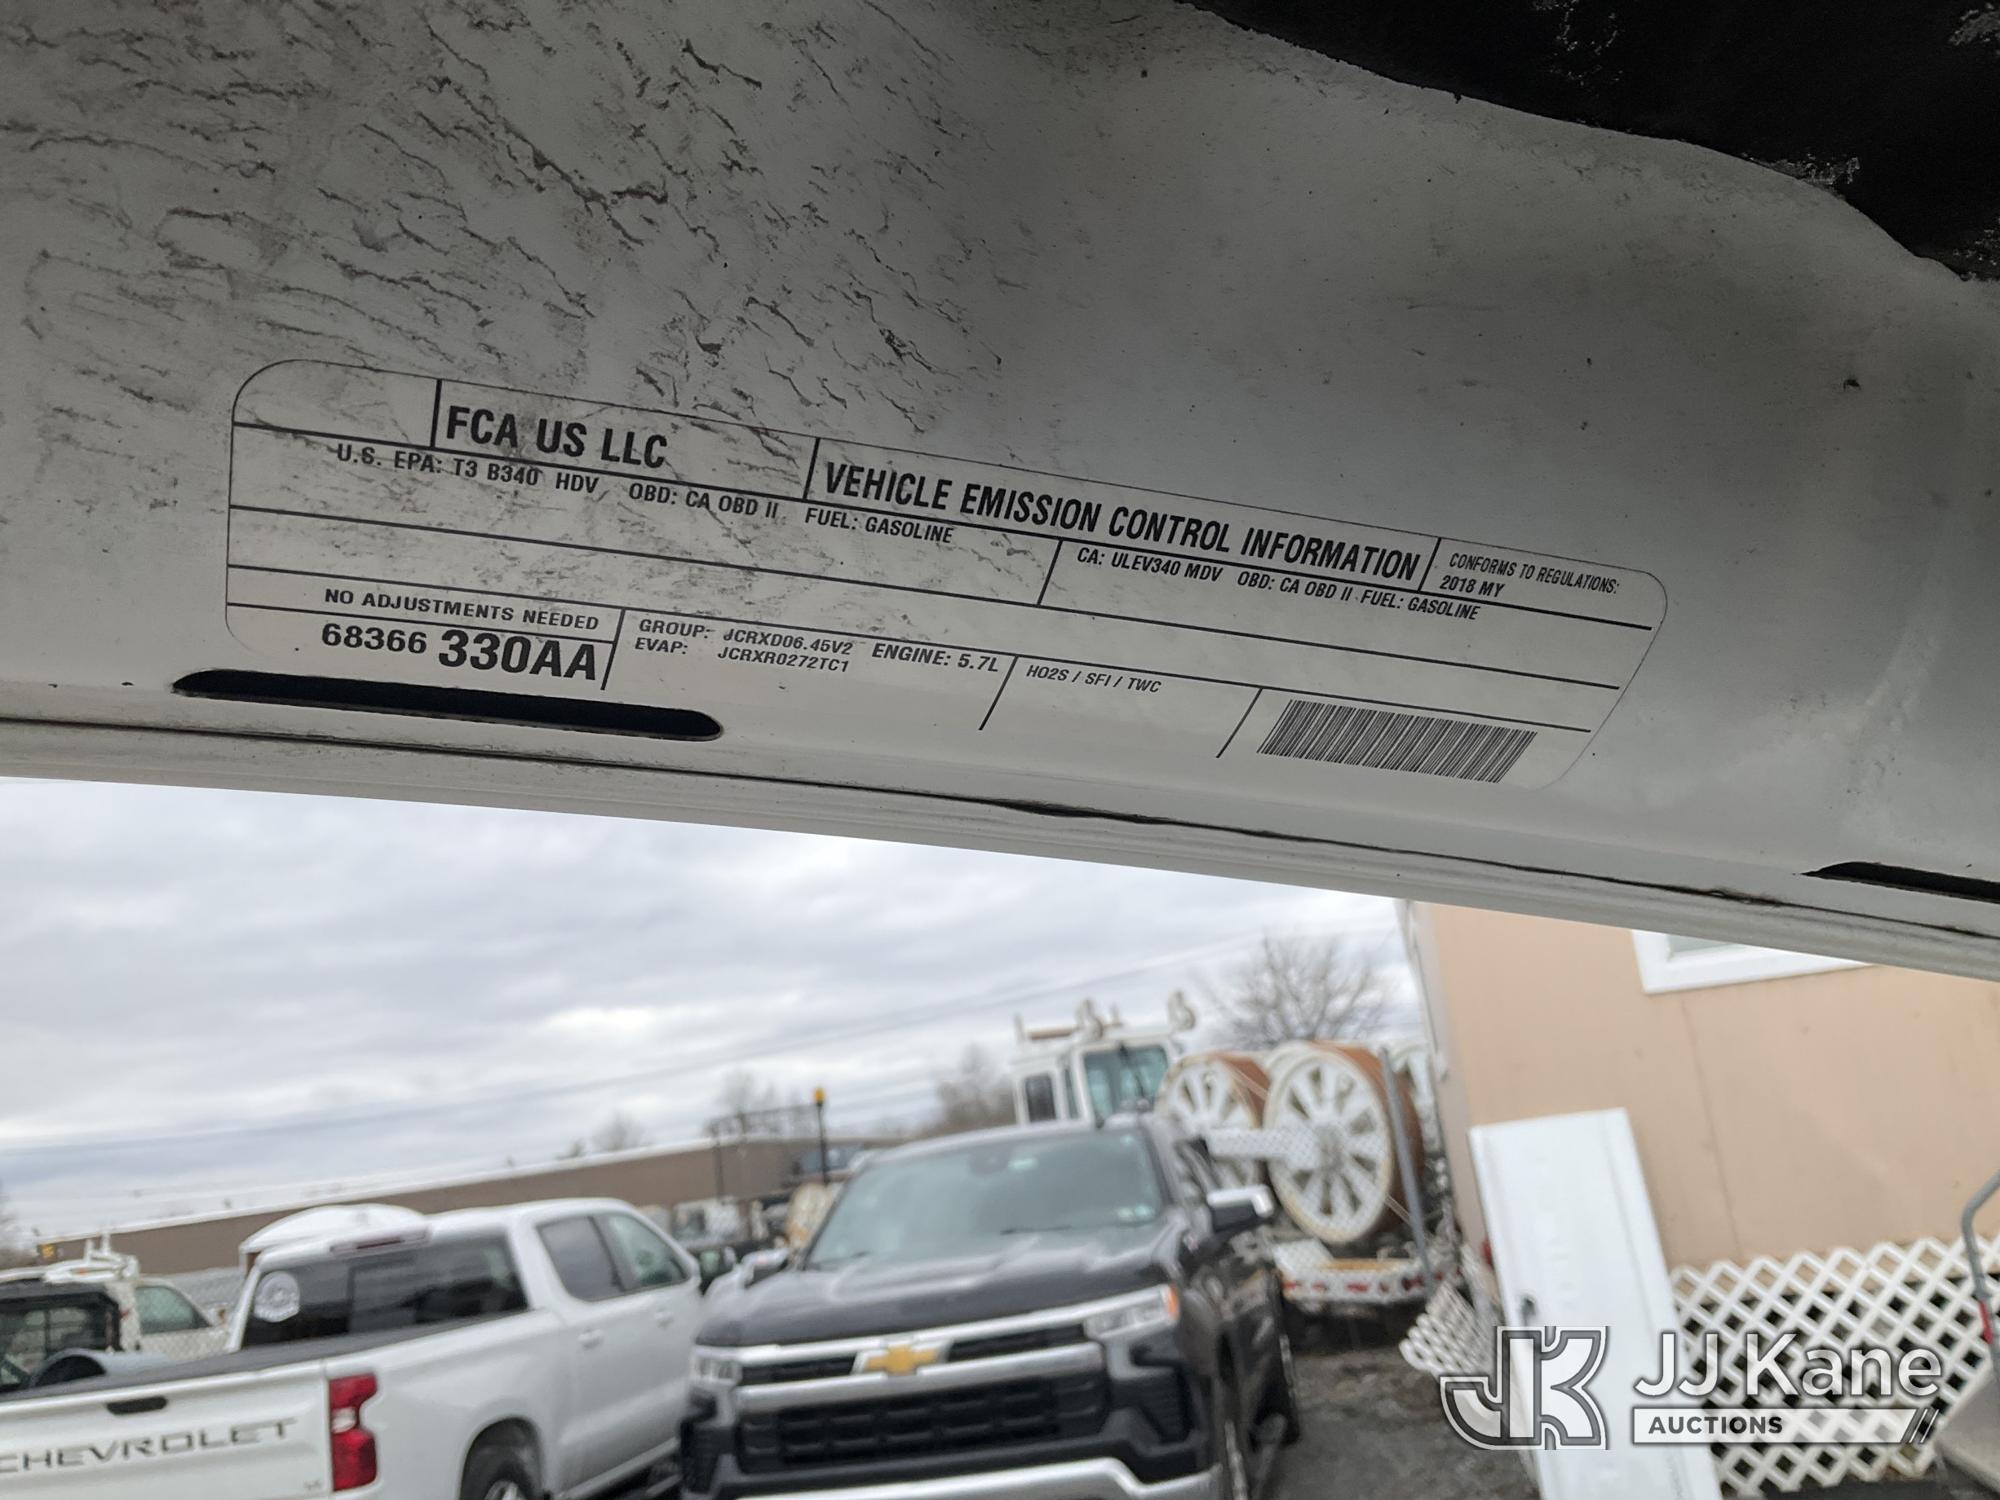 FCA US LLC
VEHICLE EMISSION CONTROL INFORMATION
CONFORMS TO REGULATIONS:
2018 MY
U.S. EPA: T3 B340 HDV OBD: CA OBD II FUEL: GASOLINE
CA: ULEV340 MDV OBD: CA OBD II FUEL: GASOLINE
NO ADJUSTMENTS NEEDED
68366 330AA
GROUP: JCRXD06.45V2 ENGINE: 5.7L
EVAP: JCRXR0272TC1
HO2S / SFI / TWC
CHEVROLET
JJ Kane
AUCTIONS